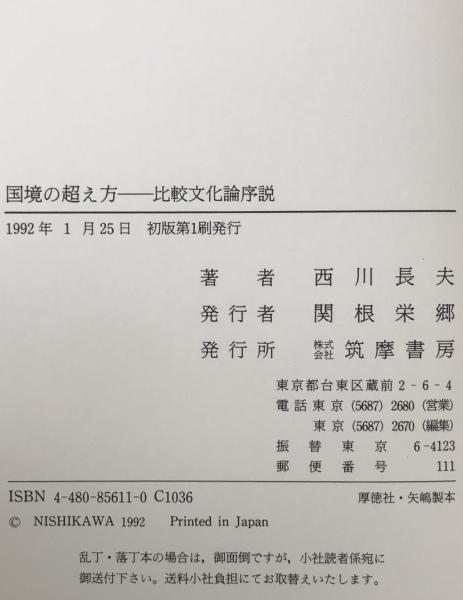 国境の超え方――比較文化論序説
1992年 1 月25日 初版第1刷発行
著者 西川長夫
発行者 関根栄郷
発行所 株式会社 筑摩書房
東京都台東区蔵前2-6-4
電話東京 (5687) 2680 (営業)
東京 (5687) 2670 (編集)
振替東京 6-4123
郵便番号 111
ISBN 4-480-85611-0 C1036 厚徳社・矢嶋製本
© NISHIKAWA 1992 Printed in Japan
乱丁・落丁本の場合は，御面倒ですが，小社読者係宛に
御送付下さい。送料小社負担にてお取替えいたします。